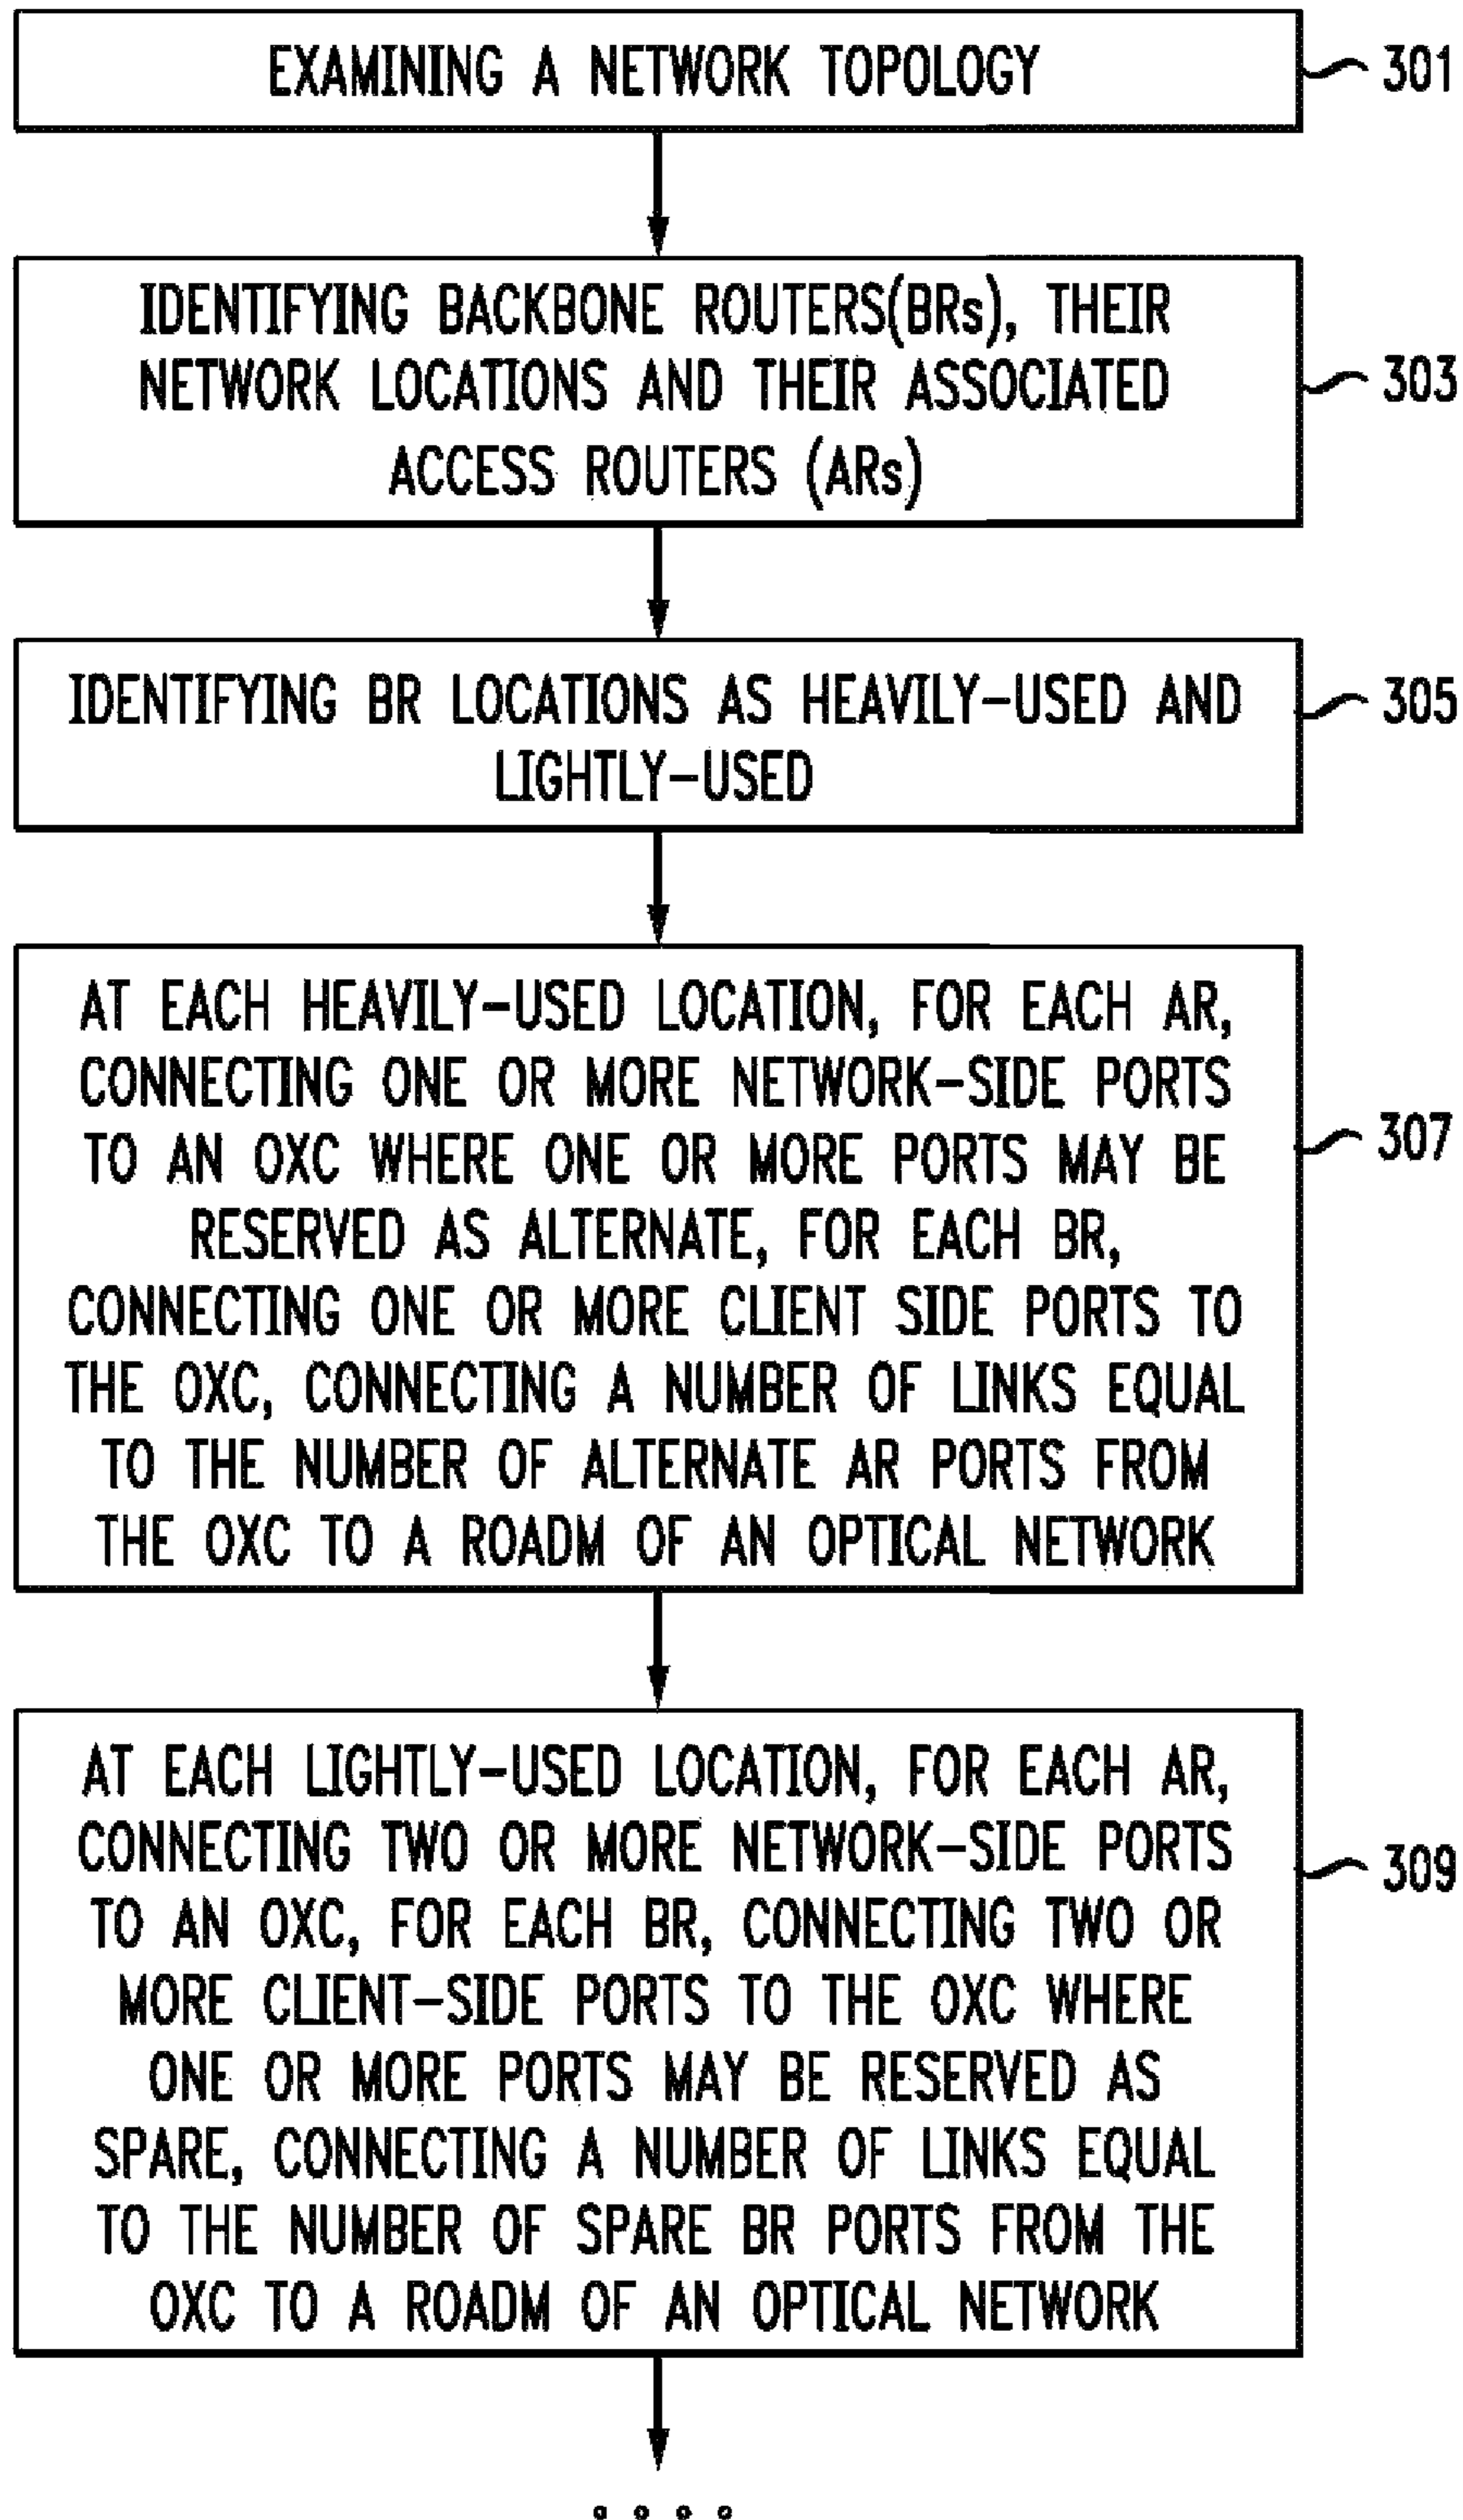 EXAMINING A NETWORK TOPOLOGY
301
IDENTIFYING BACKBONE ROUTERS(BRs), THEIR
NETWORK LOCATIONS AND THEIR ASSOCIATED
ACCESS ROUTERS (ARs)
303
IDENTIFYING BR LOCATIONS AS HEAVILY-USED AND
LIGHTLY-USED
305
AT EACH HEAVILY-USED LOCATION, FOR EACH AR,
CONNECTING ONE OR MORE NETWORK-SIDE PORTS
TO AN OXC WHERE ONE OR MORE PORTS MAY BE
RESERVED AS ALTERNATE, FOR EACH BR,
CONNECTING ONE OR MORE CLIENT SIDE PORTS TO
THE OXC, CONNECTING A NUMBER OF LINKS EQUAL
TO THE NUMBER OF ALTERNATE AR PORTS FROM
THE OXC TO A ROADM OF AN OPTICAL NETWORK
307
AT EACH LIGHTLY-USED LOCATION, FOR EACH AR,
CONNECTING TWO OR MORE NETWORK-SIDE PORTS
TO AN OXC, FOR EACH BR, CONNECTING TWO OR
MORE CLIENT-SIDE PORTS TO THE OXC WHERE
ONE OR MORE PORTS MAY BE RESERVED AS
SPARE, CONNECTING A NUMBER OF LINKS EQUAL
TO THE NUMBER OF SPARE BR PORTS FROM THE
OXC TO A ROADM OF AN OPTICAL NETWORK
309